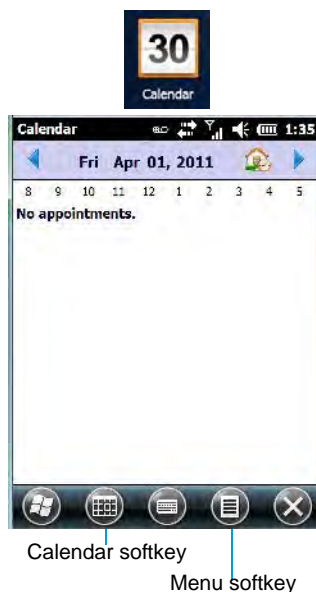 30
Calendar
Calendar 1:35
Fri Apr 01, 2011
8 9 10 11 12 1 2 3 4 5
No appointments.
Calendar softkey
Menu softkey